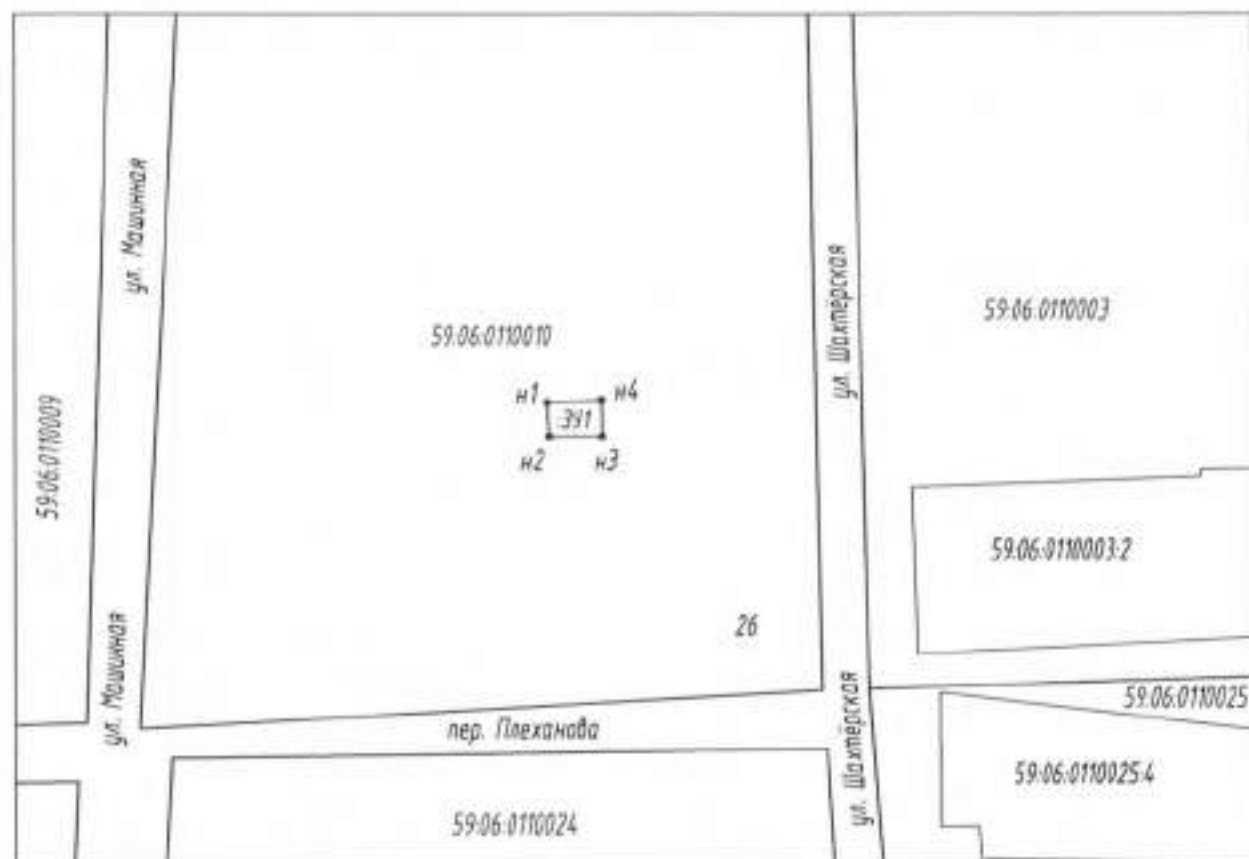 ул. Машинная
ул. Шахтёрская
59:06:0110003
59:06:0110010
н1
н4
:ЗУ1
н2
н3
59:06:0110009
59:06:0110003:2
26
ул. Машинная
ул. Шахтёрская
59:06:0110025
пер. Плеханова
59:06:0110025:4
59:06:0110024